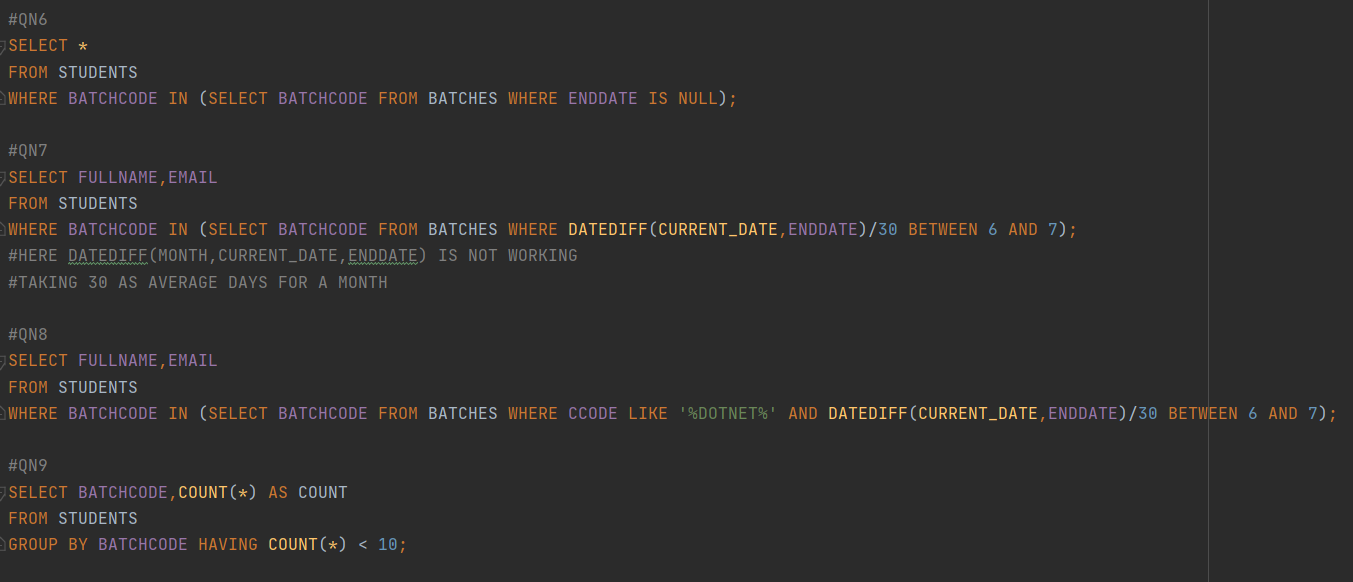 #QN6
SELECT *
FROM STUDENTS
WHERE BATCHCODE IN (SELECT BATCHCODE FROM BATCHES WHERE ENDDATE IS NULL);
#QN7
SELECT FULLNAME,EMAIL
FROM STUDENTS
WHERE BATCHCODE IN (SELECT BATCHCODE FROM BATCHES WHERE DATEDIFF(CURRENT_DATE,ENDDATE)/30 BETWEEN 6 AND 7);
#HERE DATEDIFF(MONTH,CURRENT_DATE,ENDDATE) IS NOT WORKING
#TAKING 30 AS AVERAGE DAYS FOR A MONTH
#QN8
SELECT FULLNAME,EMAIL
FROM STUDENTS
WHERE BATCHCODE IN (SELECT BATCHCODE FROM BATCHES WHERE CCODE LIKE '%DOTNET%' AND DATEDIFF(CURRENT_DATE,ENDDATE)/30 BETWEEN 6 AND 7);
#QN9
SELECT BATCHCODE,COUNT(*) AS COUNT
FROM STUDENTS
GROUP BY BATCHCODE HAVING COUNT(*) < 10;